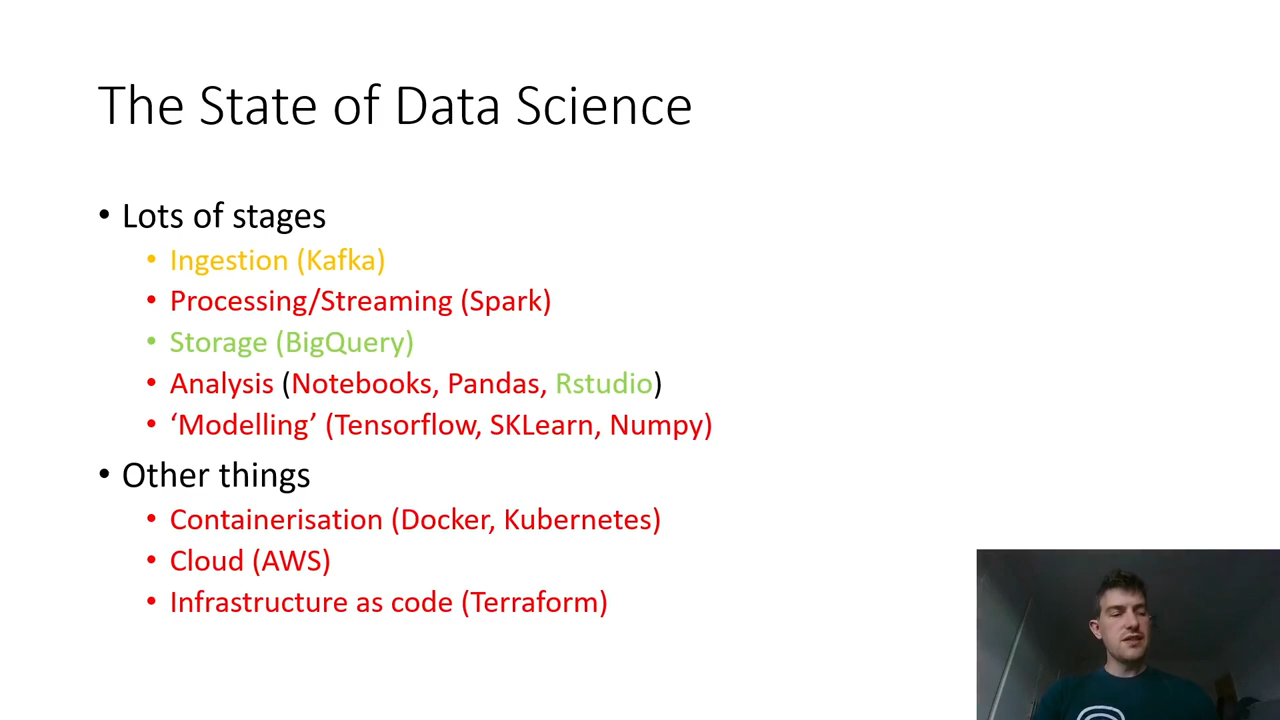 The State of Data Science
• Lots of stages
• Ingestion (Kafka)
• Processing/Streaming (Spark)
• Storage (BigQuery)
• Analysis (Notebooks, Pandas, Rstudio)
• ‘Modelling’ (Tensorflow, SKLearn, Numpy)
• Other things
• Containerisation (Docker, Kubernetes)
• Cloud (AWS)
• Infrastructure as code (Terraform)